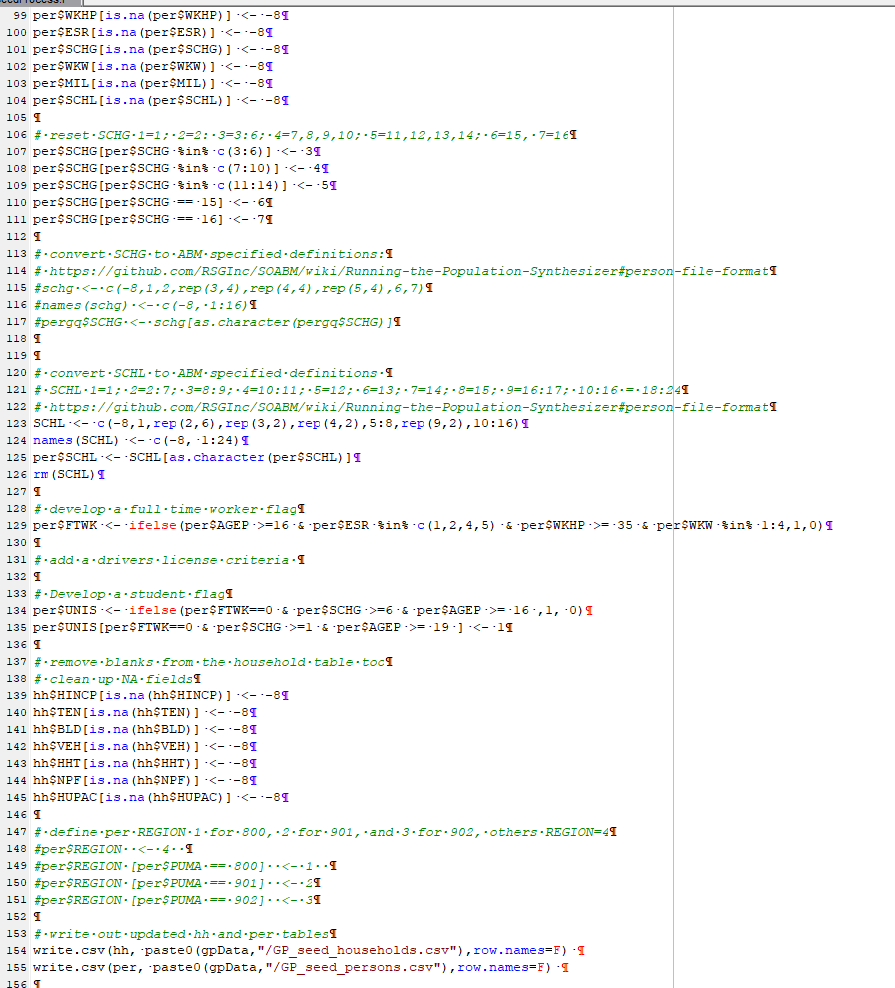 99 per$WKHP[is.na(per$WKHP)] <- -8
100 per$ESR[is.na(per$ESR)] <- -8
101 per$SCHG[is.na(per$SCHG)] <- -8
102 per$WKW[is.na(per$WKW)] <- -8
103 per$MIL[is.na(per$MIL)] <- -8
104 per$SCHL[is.na(per$SCHL)] <- -8
105
106 # reset SCHG 1=1; 2=2: 3=3:6; 4=7,8,9,10; 5=11,12,13,14; 6=15, 7=16
107 per$SCHG[per$SCHG %in% c(3:6)] <- 3
108 per$SCHG[per$SCHG %in% c(7:10)] <- 4
109 per$SCHG[per$SCHG %in% c(11:14)] <- 5
110 per$SCHG[per$SCHG == 15] <- 6
111 per$SCHG[per$SCHG == 16] <- 7
112
113 # convert SCHG to ABM specified definitions:
114 # https://github.com/RSGInc/SOABM/wiki/Running-the-Population-Synthesizer#person-file-format
115 #schg <- c(-8,1,2,rep(3,4),rep(4,4),rep(5,4),6,7)
116 #names(schg) <- c(-8, 1:16)
117 #pergq$SCHG <- schg[as.character(pergq$SCHG)]
118
119
120 # convert SCHL to ABM specified definitions
121 # SCHL 1=1; 2=2:7; 3=8:9; 4=10:11; 5=12; 6=13; 7=14; 8=15; 9=16:17; 10:16 = 18:24
122 # https://github.com/RSGInc/SOABM/wiki/Running-the-Population-Synthesizer#person-file-format
123 SCHL <- c(-8,1,rep(2,6),rep(3,2),rep(4,2),5:8,rep(9,2),10:16)
124 names(SCHL) <- c(-8, 1:24)
125 per$SCHL <- SCHL[as.character(per$SCHL)]
126 rm(SCHL)
127
128 # develop a full time worker flag
129 per$FTWK <- ifelse(per$AGEP >=16 & per$ESR %in% c(1,2,4,5) & per$WKHP >= 35 & per$WKW %in% 1:4,1,0)
130
131 # add a drivers license criteria
132
133 # Develop a student flag
134 per$UNIS <- ifelse(per$FTWK==0 & per$SCHG >=6 & per$AGEP >= 16 ,1, 0)
135 per$UNIS[per$FTWK==0 & per$SCHG >=1 & per$AGEP >= 19 ] <- 1
136
137 # remove blanks from the household table toc
138 # clean up NA fields
139 hh$HINCP[is.na(hh$HINCP)] <- -8
140 hh$TEN[is.na(hh$TEN)] <- -8
141 hh$BLD[is.na(hh$BLD)] <- -8
142 hh$VEH[is.na(hh$VEH)] <- -8
143 hh$HHT[is.na(hh$HHT)] <- -8
144 hh$NPF[is.na(hh$NPF)] <- -8
145 hh$HUPAC[is.na(hh$HUPAC)] <- -8
146
147 # define per REGION 1 for 800, 2 for 901, and 3 for 902, others REGION=4
148 #per$REGION  <- 4
149 #per$REGION [per$PUMA == 800]  <- 1
150 #per$REGION [per$PUMA == 901]  <- 2
151 #per$REGION [per$PUMA == 902]  <- 3
152
153 # write out updated hh and per tables
154 write.csv(hh, paste0(gpData,"/GP_seed_households.csv"),row.names=F)
155 write.csv(per, paste0(gpData,"/GP_seed_persons.csv"),row.names=F)
156